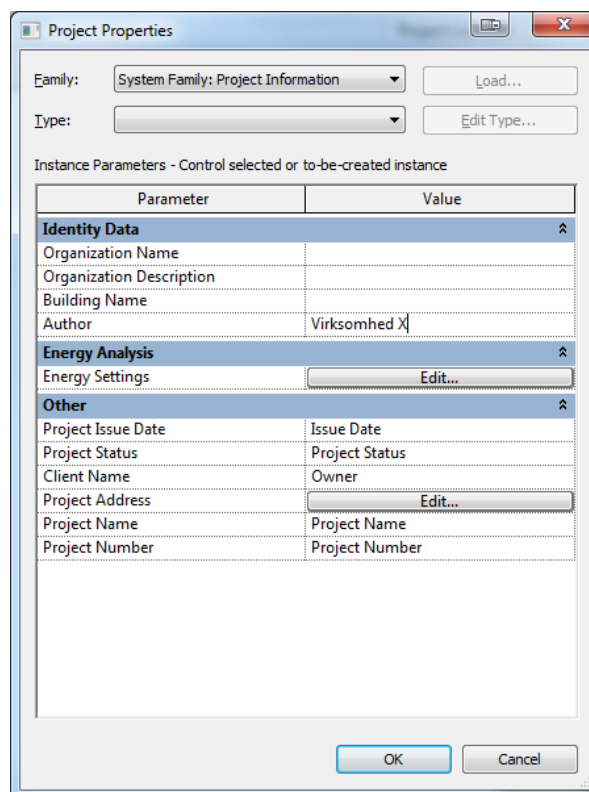 Project Properties
Family: System Family: Project Information Load...
Type: Edit Type...
Instance Parameters - Control selected or to-be-created instance
Parameter Value
Identity Data
Organization Name
Organization Description
Building Name
Author Virksomhed X
Energy Analysis
Energy Settings Edit...
Other
Project Issue Date Issue Date
Project Status Project Status
Client Name Owner
Project Address Edit...
Project Name Project Name
Project Number Project Number
OK Cancel